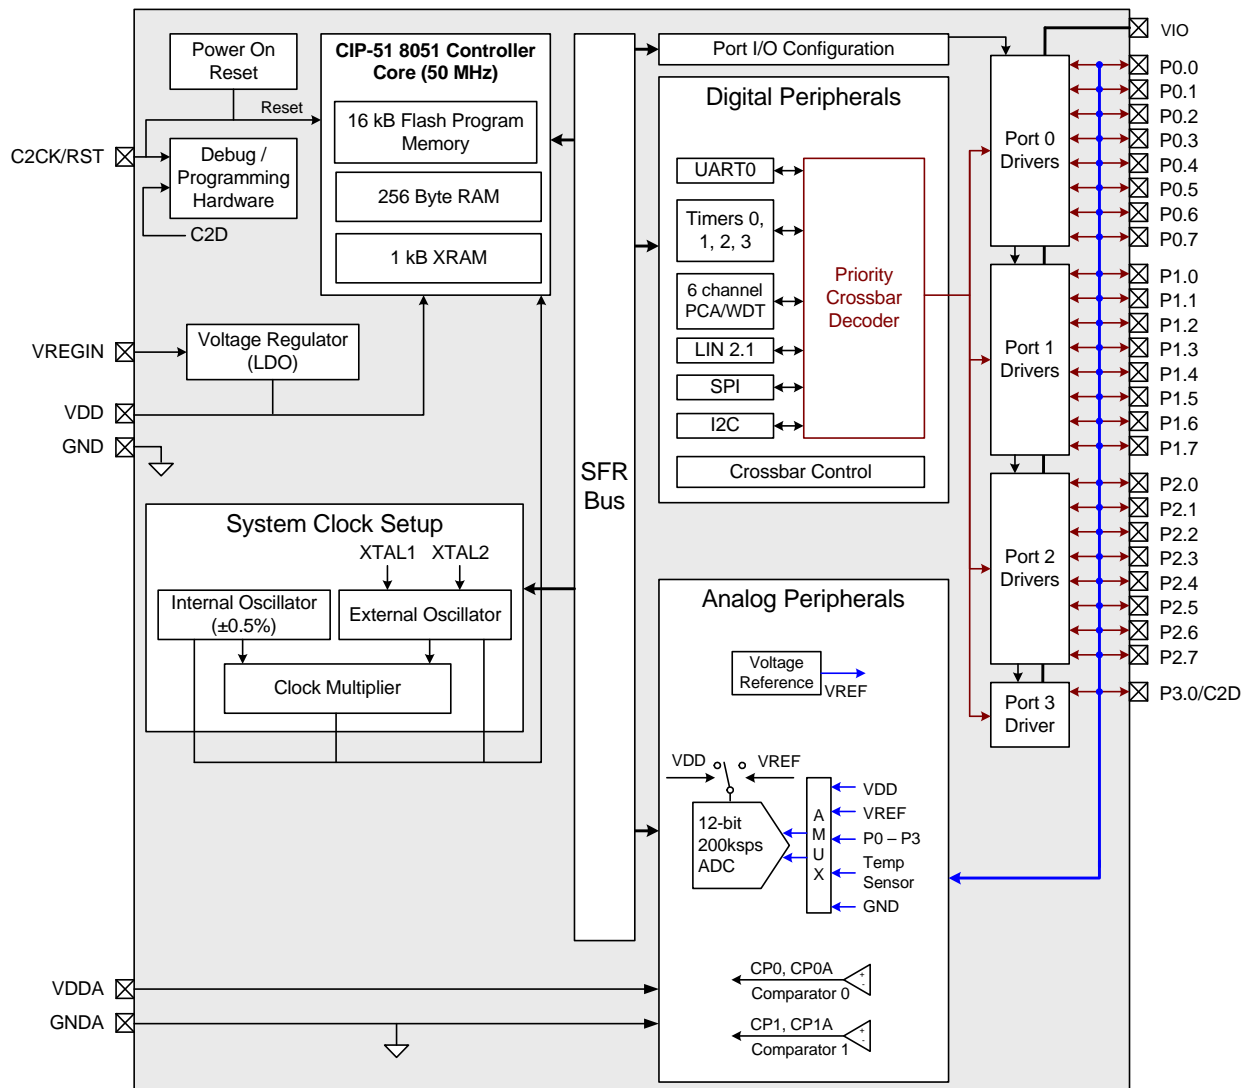 VIO
Power On
Reset
CIP-51 8051 Controller
Core (50 MHz)
Port I/O Configuration
P0.0
P0.1
P0.2
P0.3
P0.4
P0.5
P0.6
P0.7
Reset
16 kB Flash Program
Memory
256 Byte RAM
1 kB XRAM
C2CK/RST
Debug /
Programming
Hardware
C2D
Digital Peripherals
UART0
Timers 0,
1, 2, 3
6 channel
PCA/WDT
LIN 2.1
SPI
I2C
Priority
Crossbar
Decoder
Crossbar Control
Port 0
Drivers
P1.0
P1.1
P1.2
P1.3
P1.4
P1.5
P1.6
P1.7
Port 1
Drivers
VREGIN
Voltage Regulator
(LDO)
VDD
GND
SFR
Bus
System Clock Setup
XTAL1
XTAL2
Internal Oscillator
(±0.5%)
External Oscillator
Clock Multiplier
P2.0
P2.1
P2.2
P2.3
P2.4
P2.5
P2.6
P2.7
Port 2
Drivers
Port 3
Driver
P3.0/C2D
Analog Peripherals
Voltage
Reference
VREF
VDD
VREF
12-bit
200ksps
ADC
A
M
U
X
VDD
VREF
P0 – P3
Temp
Sensor
GND
CP0, CP0A
+
-
Comparator 0
CP1, CP1A
+
-
Comparator 1
VDDA
GNDA